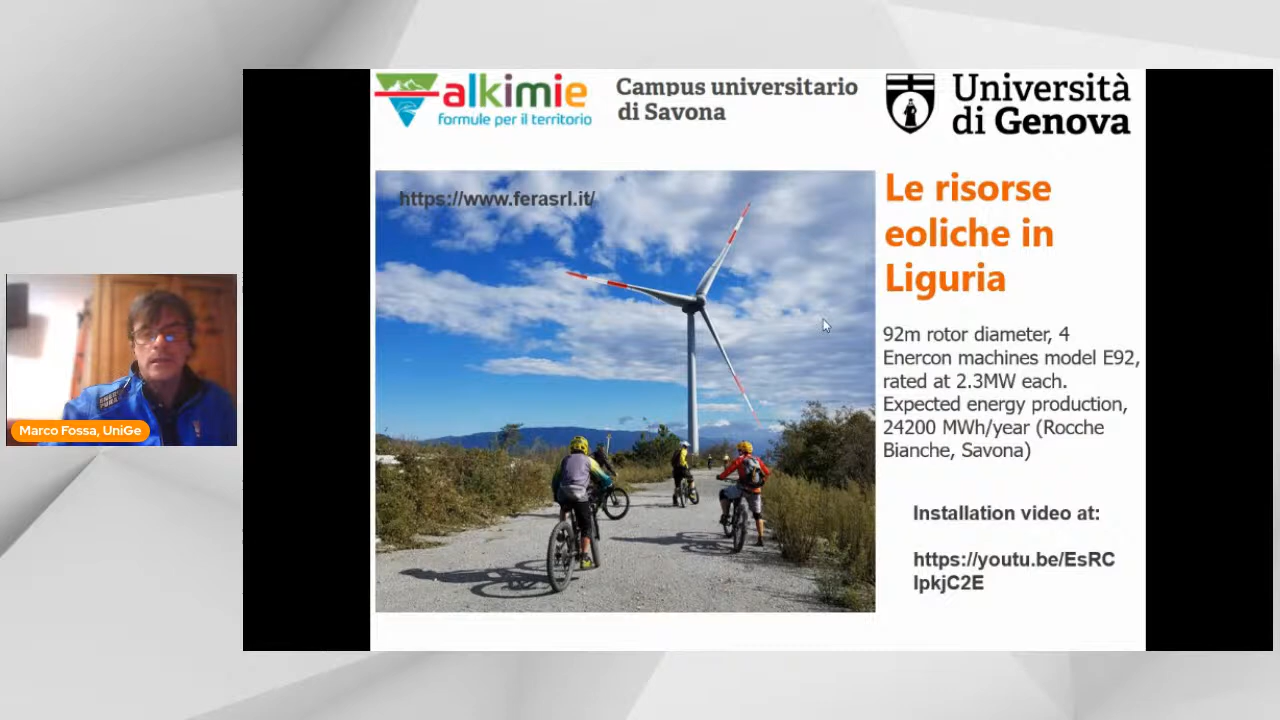 alkimie
formule per il territorio
Campus universitario
di Savona
Università
di Genova
https://www.ferasrl.it/
Le risorse
eoliche in
Liguria
92m rotor diameter, 4
Enercon machines model E92,
rated at 2.3MW each.
Expected energy production,
24200 MWh/year (Rocche
Bianche, Savona)
Installation video at:
https://youtu.be/EsRC
lpkjC2E
Marco Fossa, UniGe